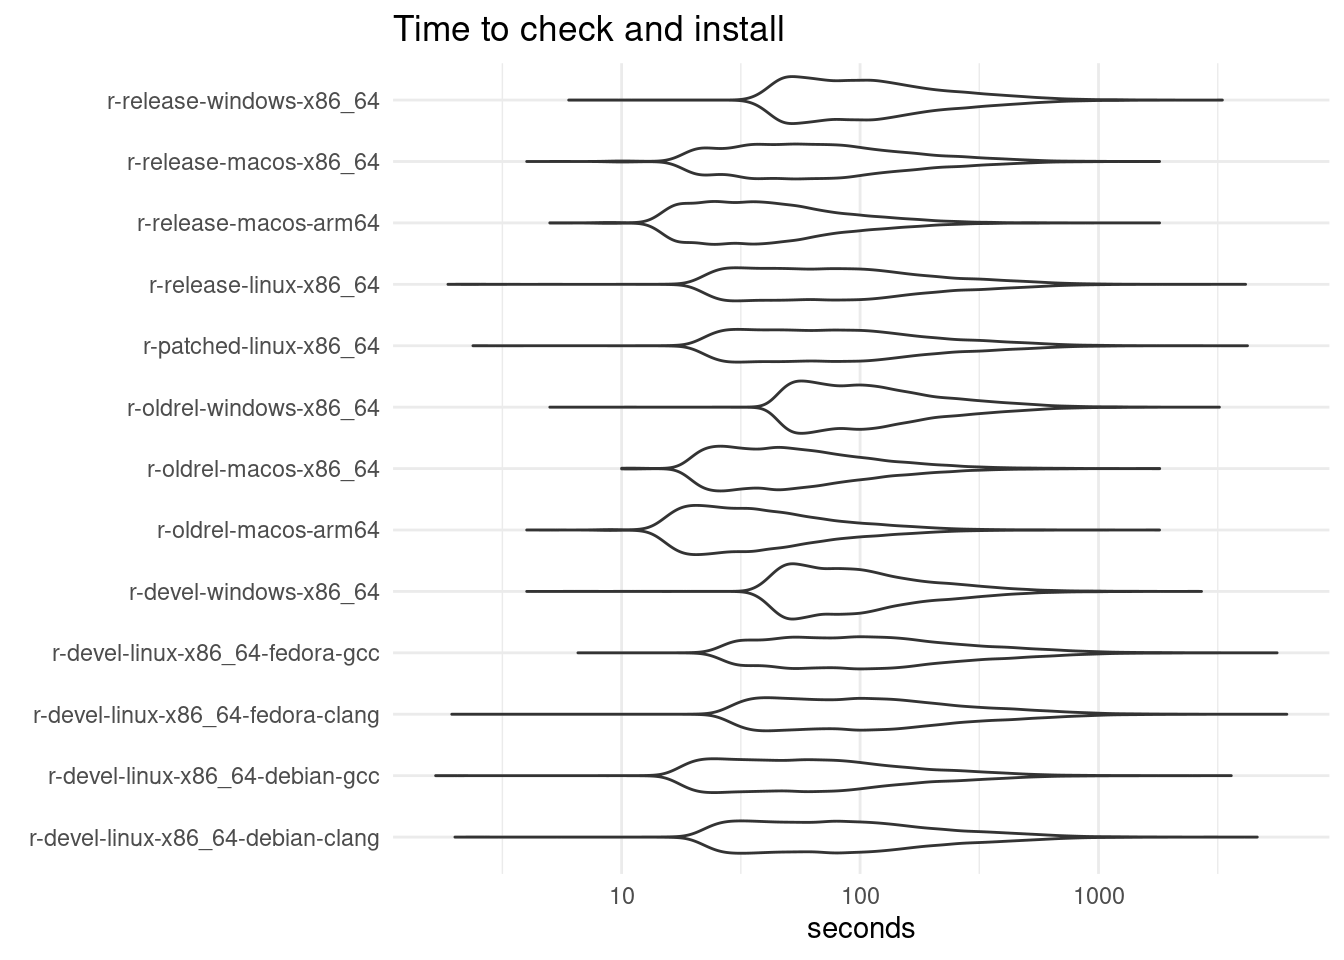 Time to check and install
r-release-windows-x86_64
r-release-macos-x86_64
r-release-macos-arm64
r-release-linux-x86_64
r-patched-linux-x86_64
r-oldrel-windows-x86_64
r-oldrel-macos-x86_64
r-oldrel-macos-arm64
r-devel-windows-x86_64
r-devel-linux-x86_64-fedora-gcc
r-devel-linux-x86_64-fedora-clang
r-devel-linux-x86_64-debian-gcc
r-devel-linux-x86_64-debian-clang
10 100 1000
seconds